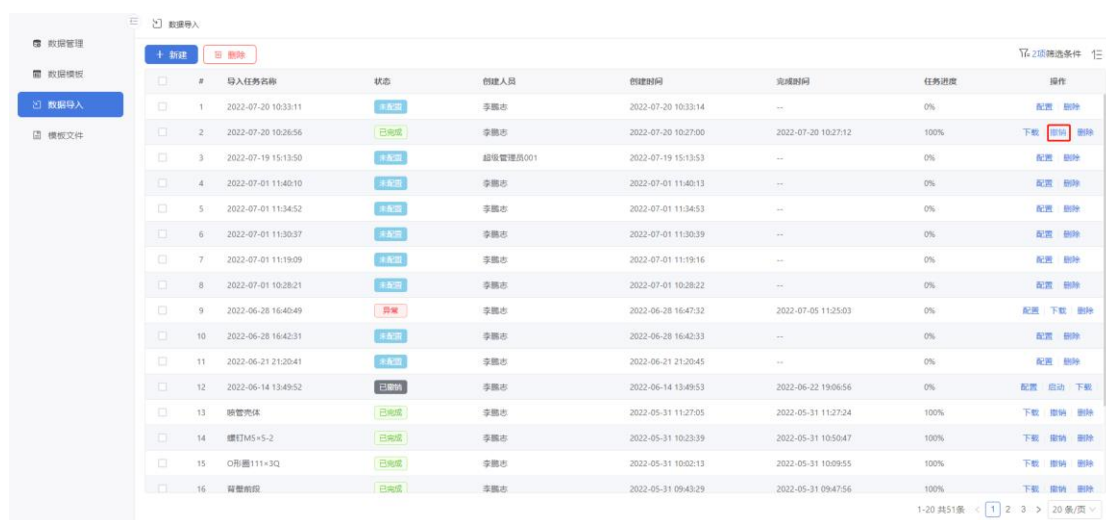 数据导入
数据管理
数据模板
数据导入
模板文件
+ 新建 删除 2项筛选条件
# 导入任务名称 状态 创建人员 创建时间 完成时间 任务进度 操作
1 2022-07-20 10:33:11 未配置 李鹏志 2022-07-20 10:33:14 -- 0% 配置 删除
2 2022-07-20 10:26:56 已完成 李鹏志 2022-07-20 10:27:00 2022-07-20 10:27:12 100% 下载 撤销 删除
3 2022-07-19 15:13:50 未配置 超级管理员001 2022-07-19 15:13:53 -- 0% 配置 删除
4 2022-07-01 11:40:10 未配置 李鹏志 2022-07-01 11:40:13 -- 0% 配置 删除
5 2022-07-01 11:34:52 未配置 李鹏志 2022-07-01 11:34:53 -- 0% 配置 删除
6 2022-07-01 11:30:37 未配置 李鹏志 2022-07-01 11:30:39 -- 0% 配置 删除
7 2022-07-01 11:19:09 未配置 李鹏志 2022-07-01 11:19:16 -- 0% 配置 删除
8 2022-07-01 10:28:21 未配置 李鹏志 2022-07-01 10:28:22 -- 0% 配置 删除
9 2022-06-28 16:40:49 异常 李鹏志 2022-06-28 16:47:32 2022-07-05 11:25:03 0% 配置 下载 删除
10 2022-06-28 16:42:31 未配置 李鹏志 2022-06-28 16:42:33 -- 0% 配置 删除
11 2022-06-21 21:20:41 未配置 李鹏志 2022-06-21 21:20:45 -- 0% 配置 删除
12 2022-06-14 13:49:52 已撤销 李鹏志 2022-06-14 13:49:53 2022-06-22 19:06:56 0% 配置 启动 下载
13 管壳体 已完成 李鹏志 2022-05-31 11:27:05 2022-05-31 11:27:24 100% 下载 撤销 删除
14 螺钉M5×5-2 已完成 李鹏志 2022-05-31 10:23:39 2022-05-31 10:50:47 100% 下载 撤销 删除
15 O形圈111×3Q 已完成 李鹏志 2022-05-31 10:02:13 2022-05-31 10:09:55 100% 下载 撤销 删除
16 背鳍前段 已完成 李鹏志 2022-05-31 09:43:29 2022-05-31 09:47:56 100% 下载 撤销 删除
1-20 共51条 < 1 2 3 > 20 条/页